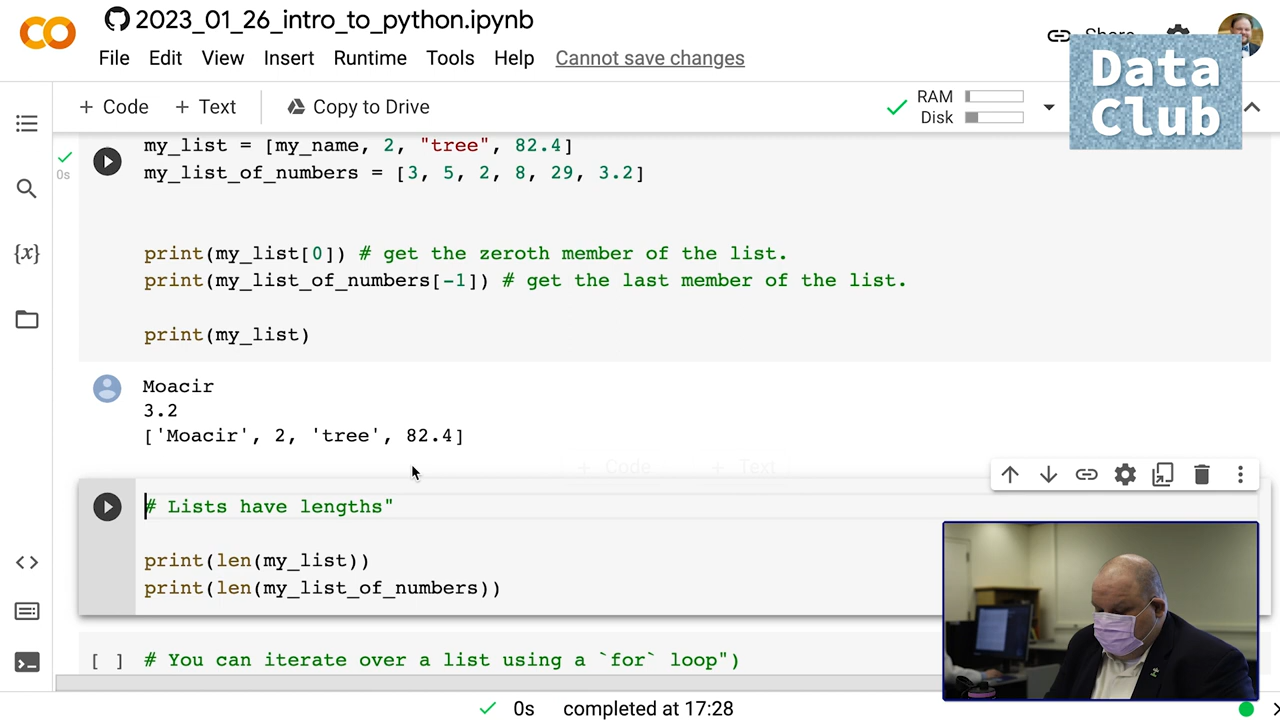 2023_01_26_intro_to_python.ipynb
File Edit View Insert Runtime Tools Help Cannot save changes
Share
+ Code + Text Copy to Drive
RAM
Disk
Data
Club
{x}
my_list = [my_name, 2, "tree", 82.4]
0s
my_list_of_numbers = [3, 5, 2, 8, 29, 3.2]
print(my_list[0]) # get the zeroth member of the list.
print(my_list_of_numbers[-1]) # get the last member of the list.
print(my_list)
Moacir
3.2
['Moacir', 2, 'tree', 82.4]
+ Code + Text
# Lists have lengths"
print(len(my_list))
print(len(my_list_of_numbers))
[ ] # You can iterate over a list using a `for` loop")
0s completed at 17:28